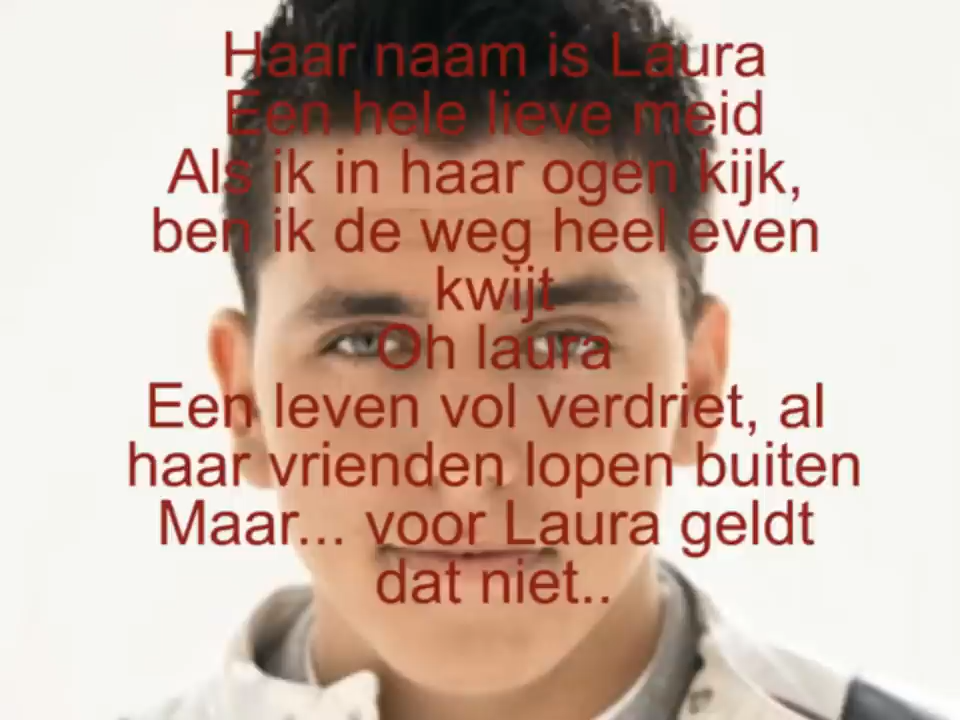 Haar naam is Laura
Een hele lieve meid
Als ik in haar ogen kijk,
ben ik de weg heel even
kwijt
Oh laura
Een leven vol verdriet, al
haar vrienden lopen buiten
Maar... voor Laura geldt
dat niet..